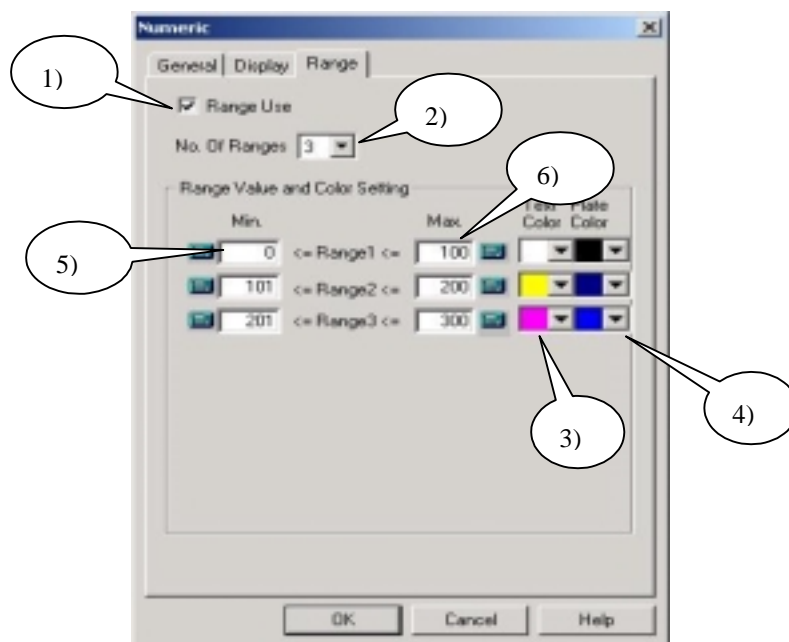 Numeric
General Display Range
1)
Range Use
2)
No. Of Ranges 3
6)
Range Value and Color Setting
Min. Max. Text Color Plate Color
5)
0 <= Range1 <= 100
101 <= Range2 <= 200
201 <= Range3 <= 300
3)
4)
OK Cancel Help